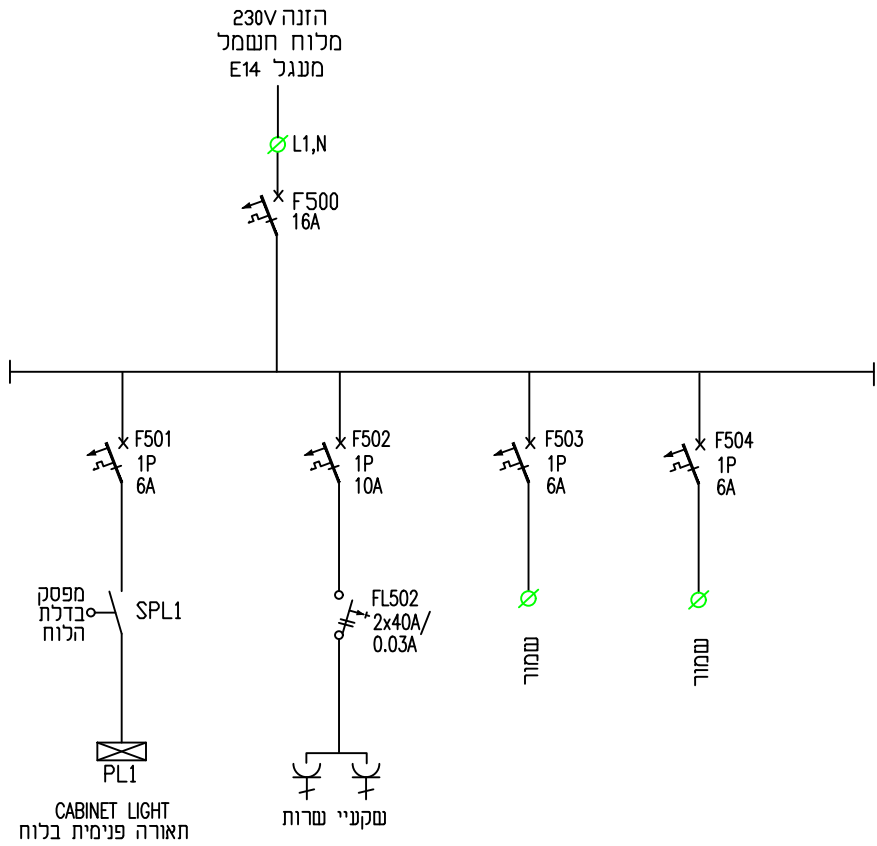 הזנה 230V
מלוח חשמל
מעגל E14
L1,N
F500
16A
F501
1P
6A
F502
1P
10A
F503
1P
6A
F504
1P
6A
מפסק
בדלת
הלוח
SPL1
FL502
2x40A/
0.03A
שמור
שמור
PL1
CABINET LIGHT
תאורה פנימית בלוח
שקעיי שרות